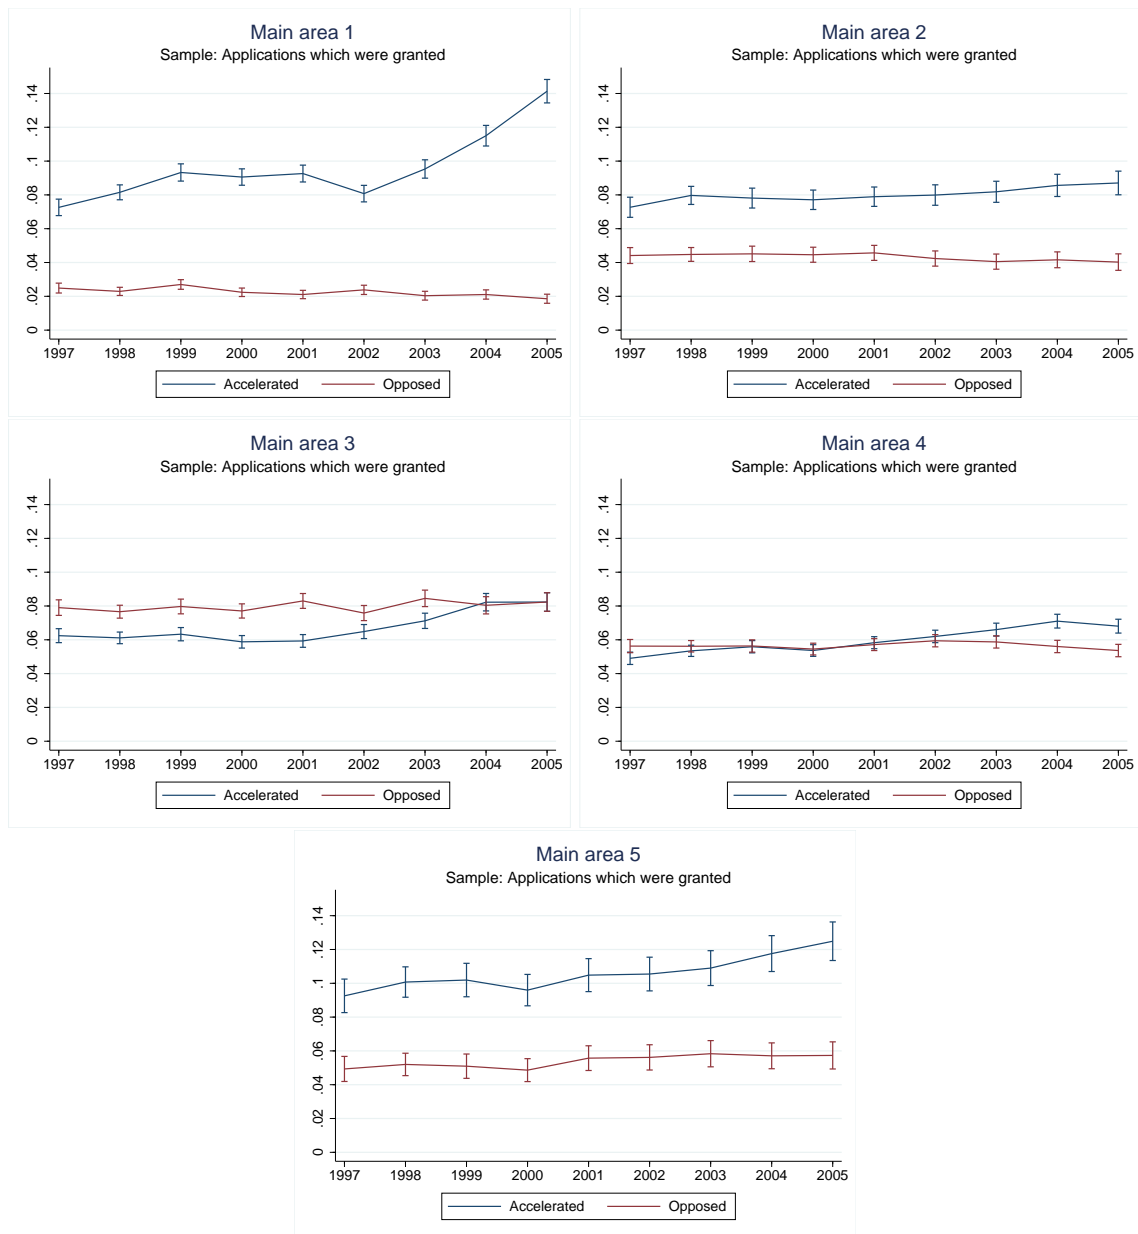 Main area 1
Sample: Applications which were granted
.14
.12
.1
.08
.06
.04
.02
0
1997 1998 1999 2000 2001 2002 2003 2004 2005
Accelerated Opposed
Main area 2
Sample: Applications which were granted
.14
.12
.1
.08
.06
.04
.02
0
1997 1998 1999 2000 2001 2002 2003 2004 2005
Accelerated Opposed
Main area 3
Sample: Applications which were granted
.14
.12
.1
.08
.06
.04
.02
0
1997 1998 1999 2000 2001 2002 2003 2004 2005
Accelerated Opposed
Main area 4
Sample: Applications which were granted
.14
.12
.1
.08
.06
.04
.02
0
1997 1998 1999 2000 2001 2002 2003 2004 2005
Accelerated Opposed
Main area 5
Sample: Applications which were granted
.14
.12
.1
.08
.06
.04
.02
0
1997 1998 1999 2000 2001 2002 2003 2004 2005
Accelerated Opposed